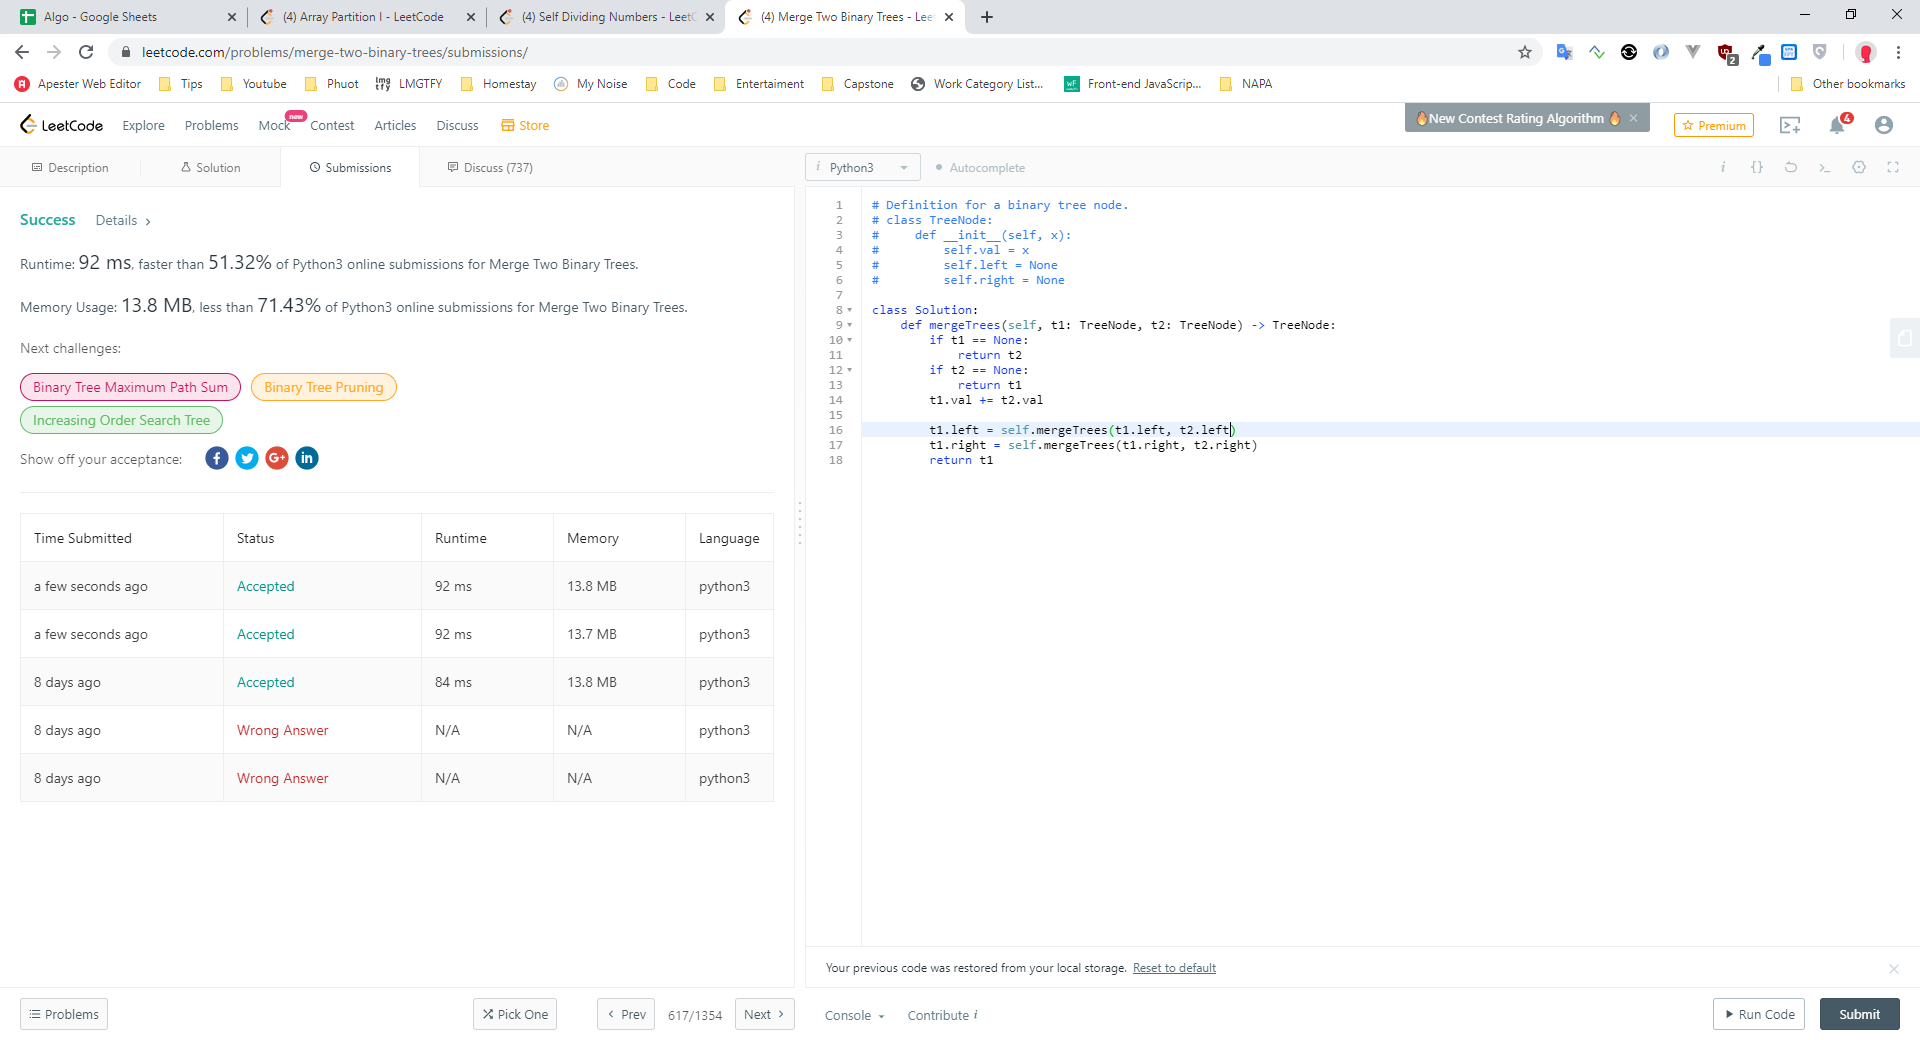 Algo - Google Sheets
(4) Array Partition I - LeetCode
(4) Self Dividing Numbers - LeetC
(4) Merge Two Binary Trees - Lee
leetcode.com/problems/merge-two-binary-trees/submissions/
2
Apester Web Editor
Tips
Youtube
Phuot
LMGTFY
Homestay
My Noise
Code
Entertaiment
Capstone
Work Category List...
Front-end JavaScrip...
NAPA
Other bookmarks
LeetCode
Explore
Problems
Mock
new
Contest
Articles
Discuss
Store
New Contest Rating Algorithm
Premium
4
Description
Solution
Submissions
Discuss (737)
i Python3
Autocomplete
i
{}
Success
Details
Runtime: 92 ms, faster than 51.32% of Python3 online submissions for Merge Two Binary Trees.
Memory Usage: 13.8 MB, less than 71.43% of Python3 online submissions for Merge Two Binary Trees.
Next challenges:
Binary Tree Maximum Path Sum
Binary Tree Pruning
Increasing Order Search Tree
Show off your acceptance:
Time Submitted Status Runtime Memory Language
a few seconds ago Accepted 92 ms 13.8 MB python3
a few seconds ago Accepted 92 ms 13.7 MB python3
8 days ago Accepted 84 ms 13.8 MB python3
8 days ago Wrong Answer N/A N/A python3
8 days ago Wrong Answer N/A N/A python3
1 # Definition for a binary tree node.
2 # class TreeNode:
3 #     def __init__(self, x):
4 #         self.val = x
5 #         self.left = None
6 #         self.right = None
7
8 class Solution:
9     def mergeTrees(self, t1: TreeNode, t2: TreeNode) -> TreeNode:
10         if t1 == None:
11             return t2
12         if t2 == None:
13             return t1
14         t1.val += t2.val
15
16         t1.left = self.mergeTrees(t1.left, t2.left)
17         t1.right = self.mergeTrees(t1.right, t2.right)
18         return t1
Your previous code was restored from your local storage. Reset to default
Problems
Pick One
Prev
617/1354
Next
Console
Contribute i
Run Code
Submit